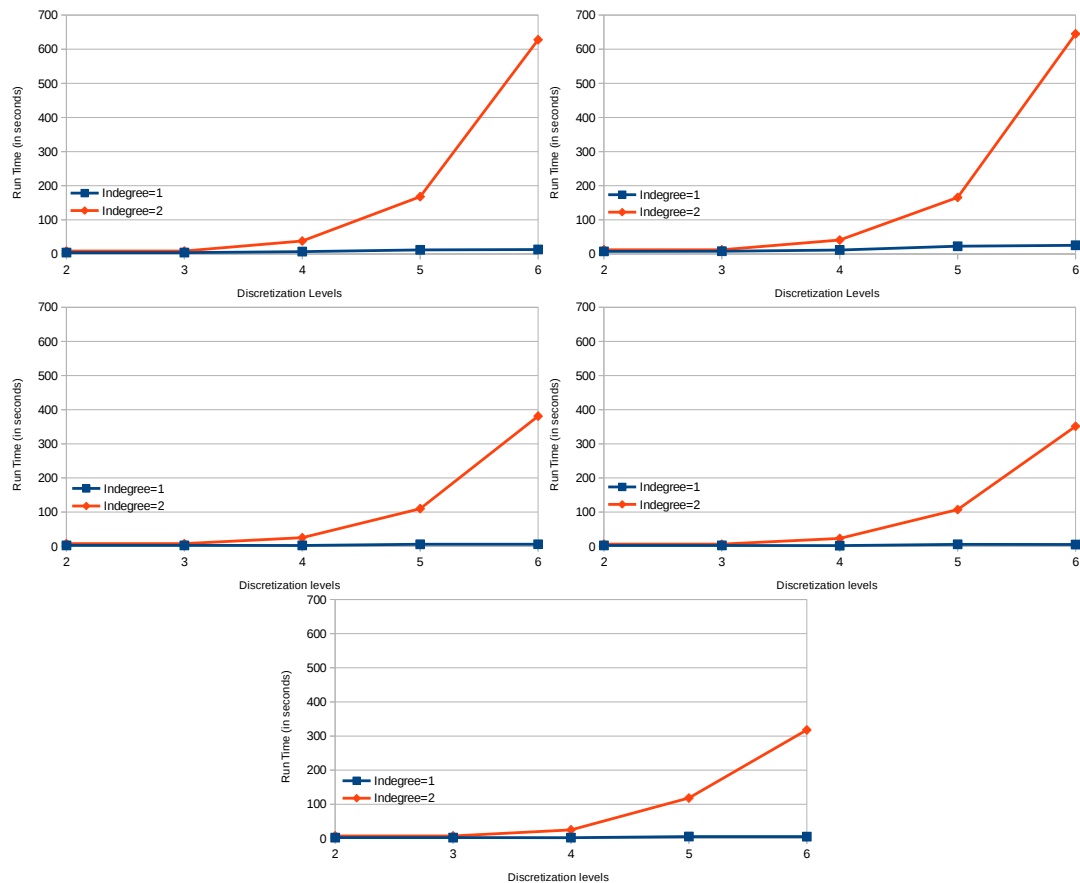 700
600
500
400
300
200
100
0
Run Time (in seconds)
Indegree=1
Indegree=2
2 3 4 5 6
Discretization Levels
700
600
500
400
300
200
100
0
Run Time (in seconds)
Indegree=1
Indegree=2
2 3 4 5 6
Discretization Levels
700
600
500
400
300
200
100
0
Run Time (in seconds)
Indegree=1
Indegree=2
2 3 4 5 6
Discretization levels
700
600
500
400
300
200
100
0
Run Time (in seconds)
Indegree=1
Indegree=2
2 3 4 5 6
Discretization levels
700
600
500
400
300
200
100
0
Run Time (in seconds)
Indegree=1
Indegree=2
2 3 4 5 6
Discretization levels